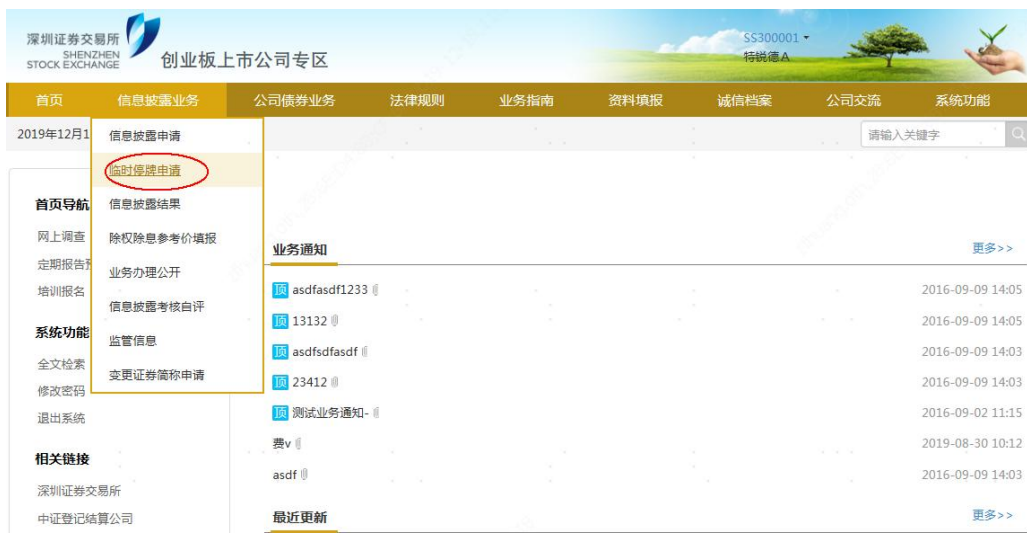 深圳证券交易所
SHENZHEN
STOCK EXCHANGE
创业板上市公司专区
SS300001
特锐德A
首页 信息披露业务 公司债券业务 法律规则 业务指南 资料填报 诚信档案 公司交流 系统功能
2019年12月1
请输入关键字
信息披露申请
临时停牌申请
信息披露结果
除权除息参考价填报
业务办理公开
信息披露考核自评
监管信息
变更证券简称申请
首页导航
网上调查
定期报告预
培训报名
系统功能
全文检索
修改密码
退出系统
相关链接
深圳证券交易所
中证登记结算公司
业务通知 更多>>
顶 asdfasdf1233 2016-09-09 14:05
顶 13132 2016-09-09 14:05
顶 asdfsdfasdf 2016-09-09 14:03
顶 23412 2016-09-09 14:03
顶 测试业务通知- 2016-09-02 11:15
费v 2019-08-30 10:12
asdf 2016-09-09 14:03
最近更新 更多>>